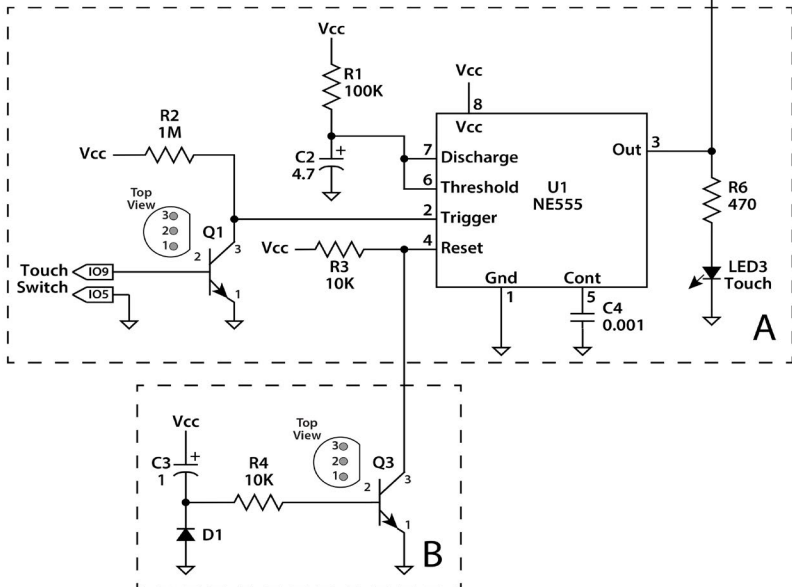 Vcc
R1
100K
Vcc
8
Vcc
R2
1M
Vcc
C2
4.7
+
7
Discharge
6
Threshold
2
Trigger
4
Reset
U1
NE555
Out
3
R6
470
LED3
Touch
Top
View
3
2
1
Q1
2
3
1
Touch
Switch
IO9
IO5
Vcc
R3
10K
Gnd
1
Cont
5
C4
0.001
A
Vcc
C3
1
+
R4
10K
Top
View
3
2
1
Q3
2
3
1
D1
B